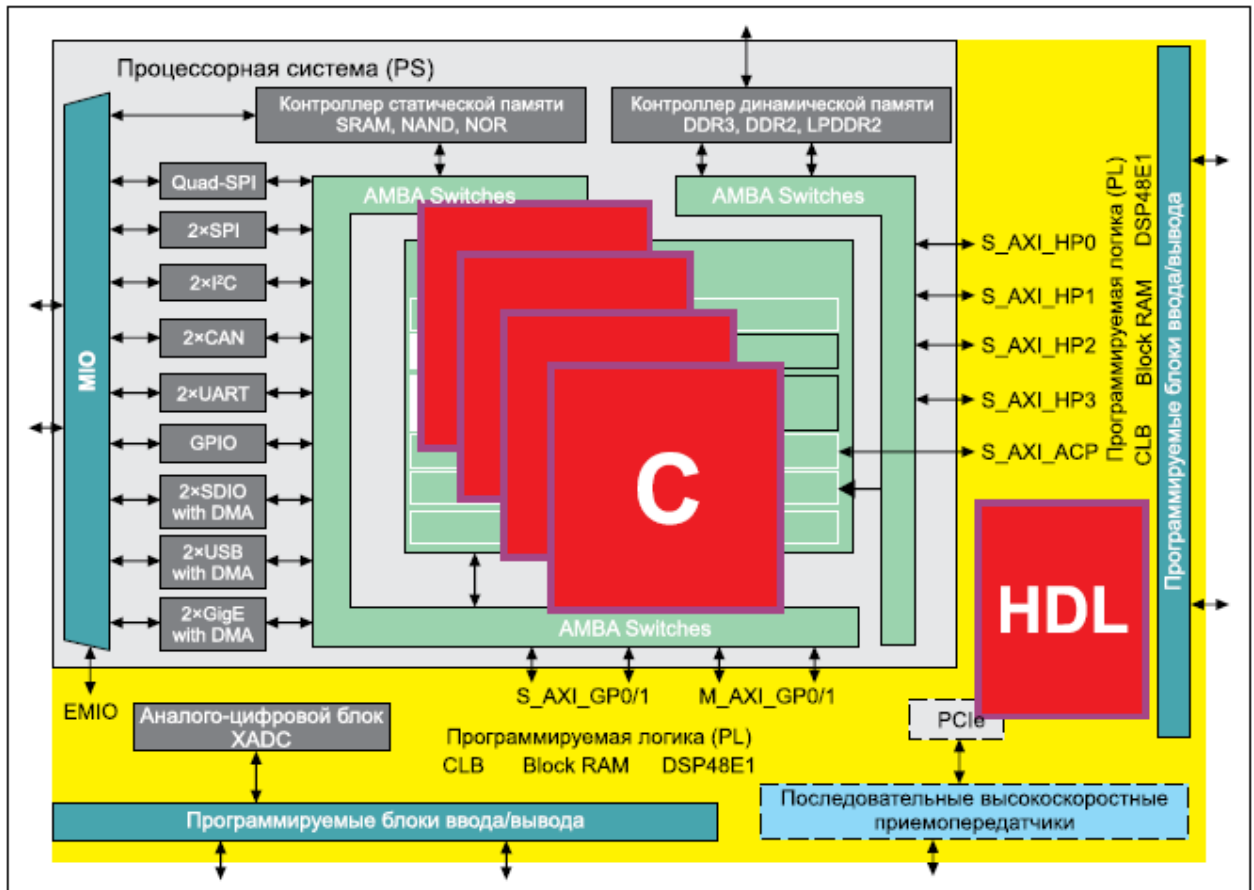 Процессорная система (PS)
Контроллер статической памяти
SRAM, NAND, NOR
Контроллер динамической памяти
DDR3, DDR2, LPDDR2
MIO
Quad-SPI
2×SPI
2×I²C
2×CAN
2×UART
GPIO
2×SDIO
with DMA
2×USB
with DMA
2×GigE
with DMA
AMBA Switches
AMBA Switches
C
AMBA Switches
S_AXI_HP0
S_AXI_HP1
S_AXI_HP2
S_AXI_HP3
S_AXI_ACP
Программируемая логика (PL)
CLB Block RAM DSP48E1
Программируемые блоки ввода/вывода
HDL
EMIO
S_AXI_GP0/1
M_AXI_GP0/1
Аналого-цифровой блок
XADC
Программируемая логика (PL)
CLB Block RAM DSP48E1
PCIe
Программируемые блоки ввода/вывода
Последовательные высокоскоростные
приемопередатчики